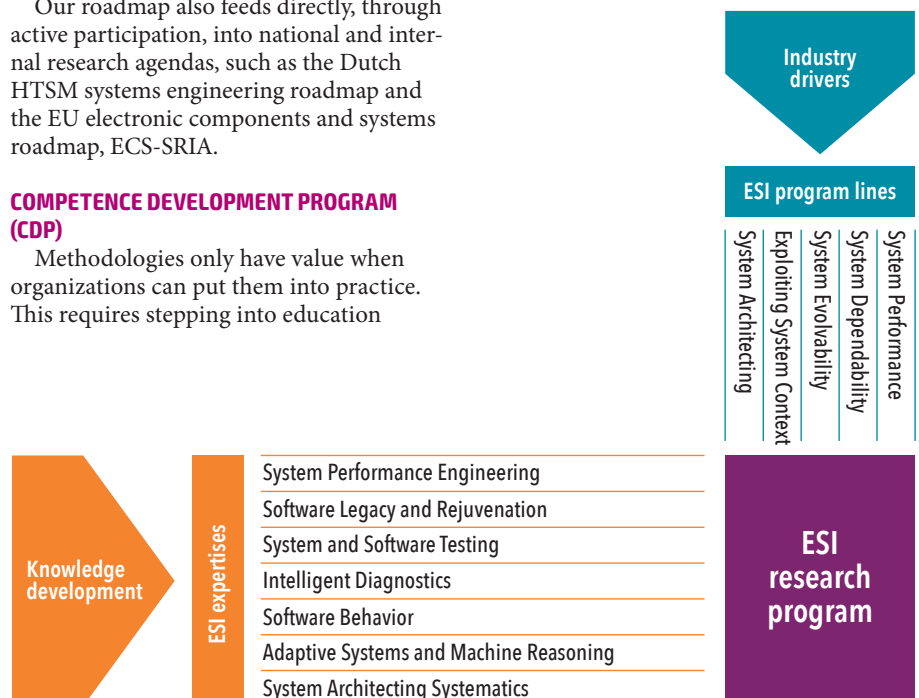 Our roadmap also feeds directly, through
active participation, into national and inter-
nal research agendas, such as the Dutch
HTSM systems engineering roadmap and
the EU electronic components and systems
roadmap, ECS-SRIA.
COMPETENCE DEVELOPMENT PROGRAM
(CDP)
Methodologies only have value when
organizations can put them into practice.
This requires stepping into education
Industry
drivers
ESI program lines
System Architecting
Exploiting System Context
System Evolvability
System Dependability
System Performance
Knowledge
development
ESI expertises
System Performance Engineering
Software Legacy and Rejuvenation
System and Software Testing
Intelligent Diagnostics
Software Behavior
Adaptive Systems and Machine Reasoning
System Architecting Systematics
ESI
research
program